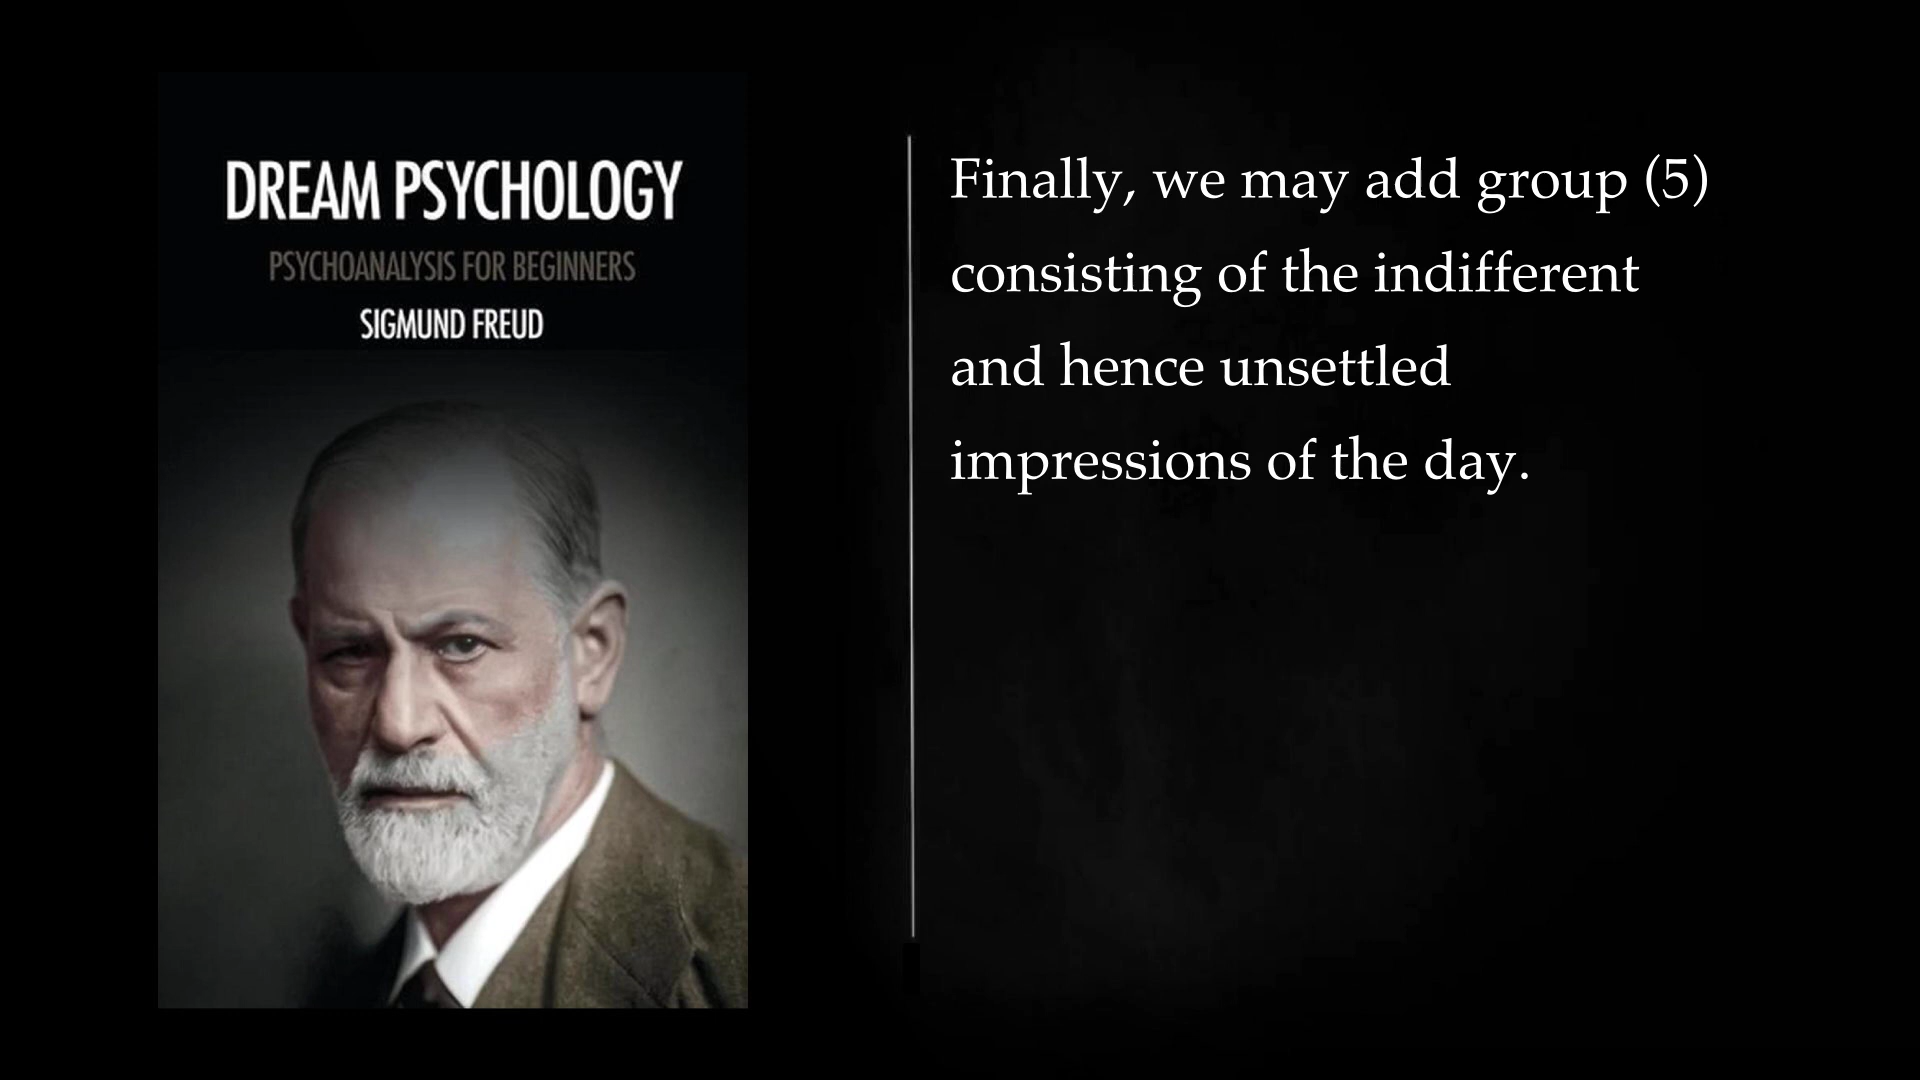 DREAM PSYCHOLOGY
PSYCHOANALYSIS FOR BEGINNERS
SIGMUND FREUD
Finally, we may add group (5)
consisting of the indifferent
and hence unsettled
impressions of the day.